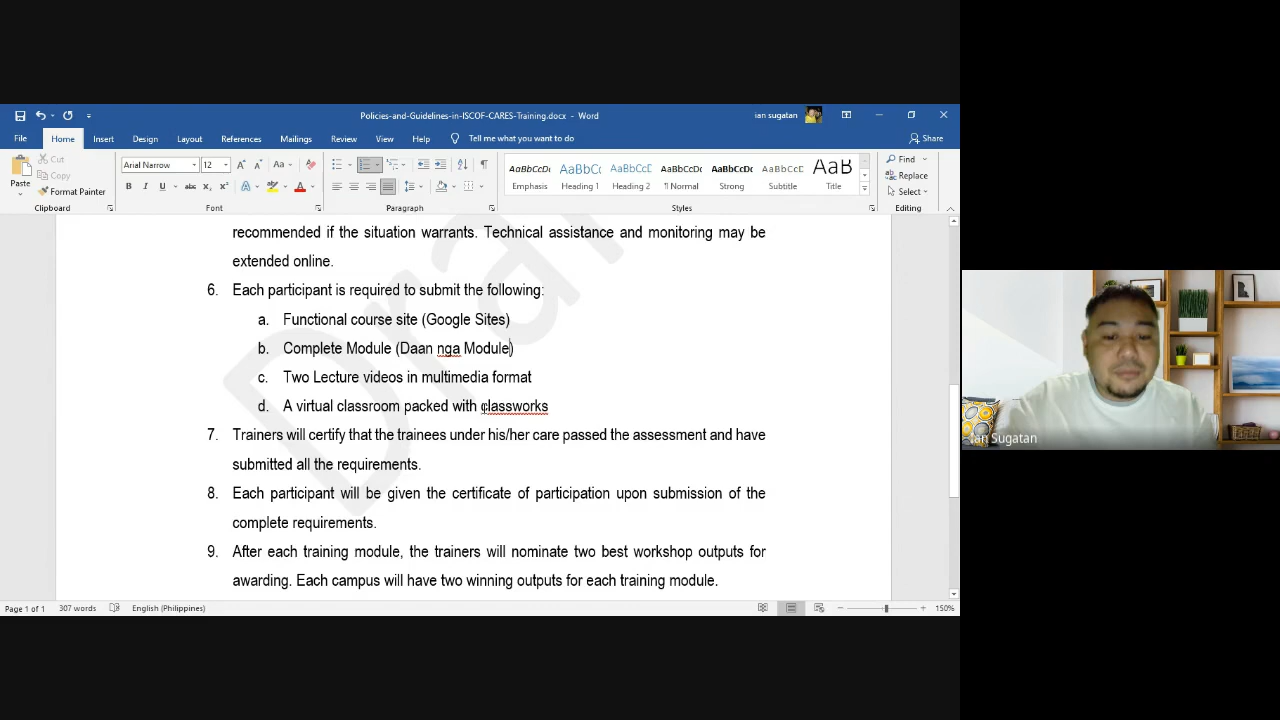 Policies-and-Guidelines-in-ISCOF-CARES-Training.docx - Word
ian sugatan
File Home Insert Design Layout References Mailings Review View Help Tell me what you want to do Share
Paste
Cut
Copy
Format Painter
Clipboard
Arial Narrow 12
Font
Paragraph
AaBbCcDc AaBbCc AaBbCcD AaBbCcDc AaBbCcDc AaBbCcDc AaB
Emphasis Heading 1 Heading 2 ¶ Normal Strong Subtitle Title
Styles
Find
Replace
Select
Editing
recommended if the situation warrants. Technical assistance and monitoring may be
extended online.
6. Each participant is required to submit the following:
a. Functional course site (Google Sites)
b. Complete Module (Daan nga Module)
c. Two Lecture videos in multimedia format
d. A virtual classroom packed with classworks
7. Trainers will certify that the trainees under his/her care passed the assessment and have
submitted all the requirements.
8. Each participant will be given the certificate of participation upon submission of the
complete requirements.
9. After each training module, the trainers will nominate two best workshop outputs for
awarding. Each campus will have two winning outputs for each training module.
Draft
Page 1 of 1 307 words English (Philippines) 150%
Ian Sugatan